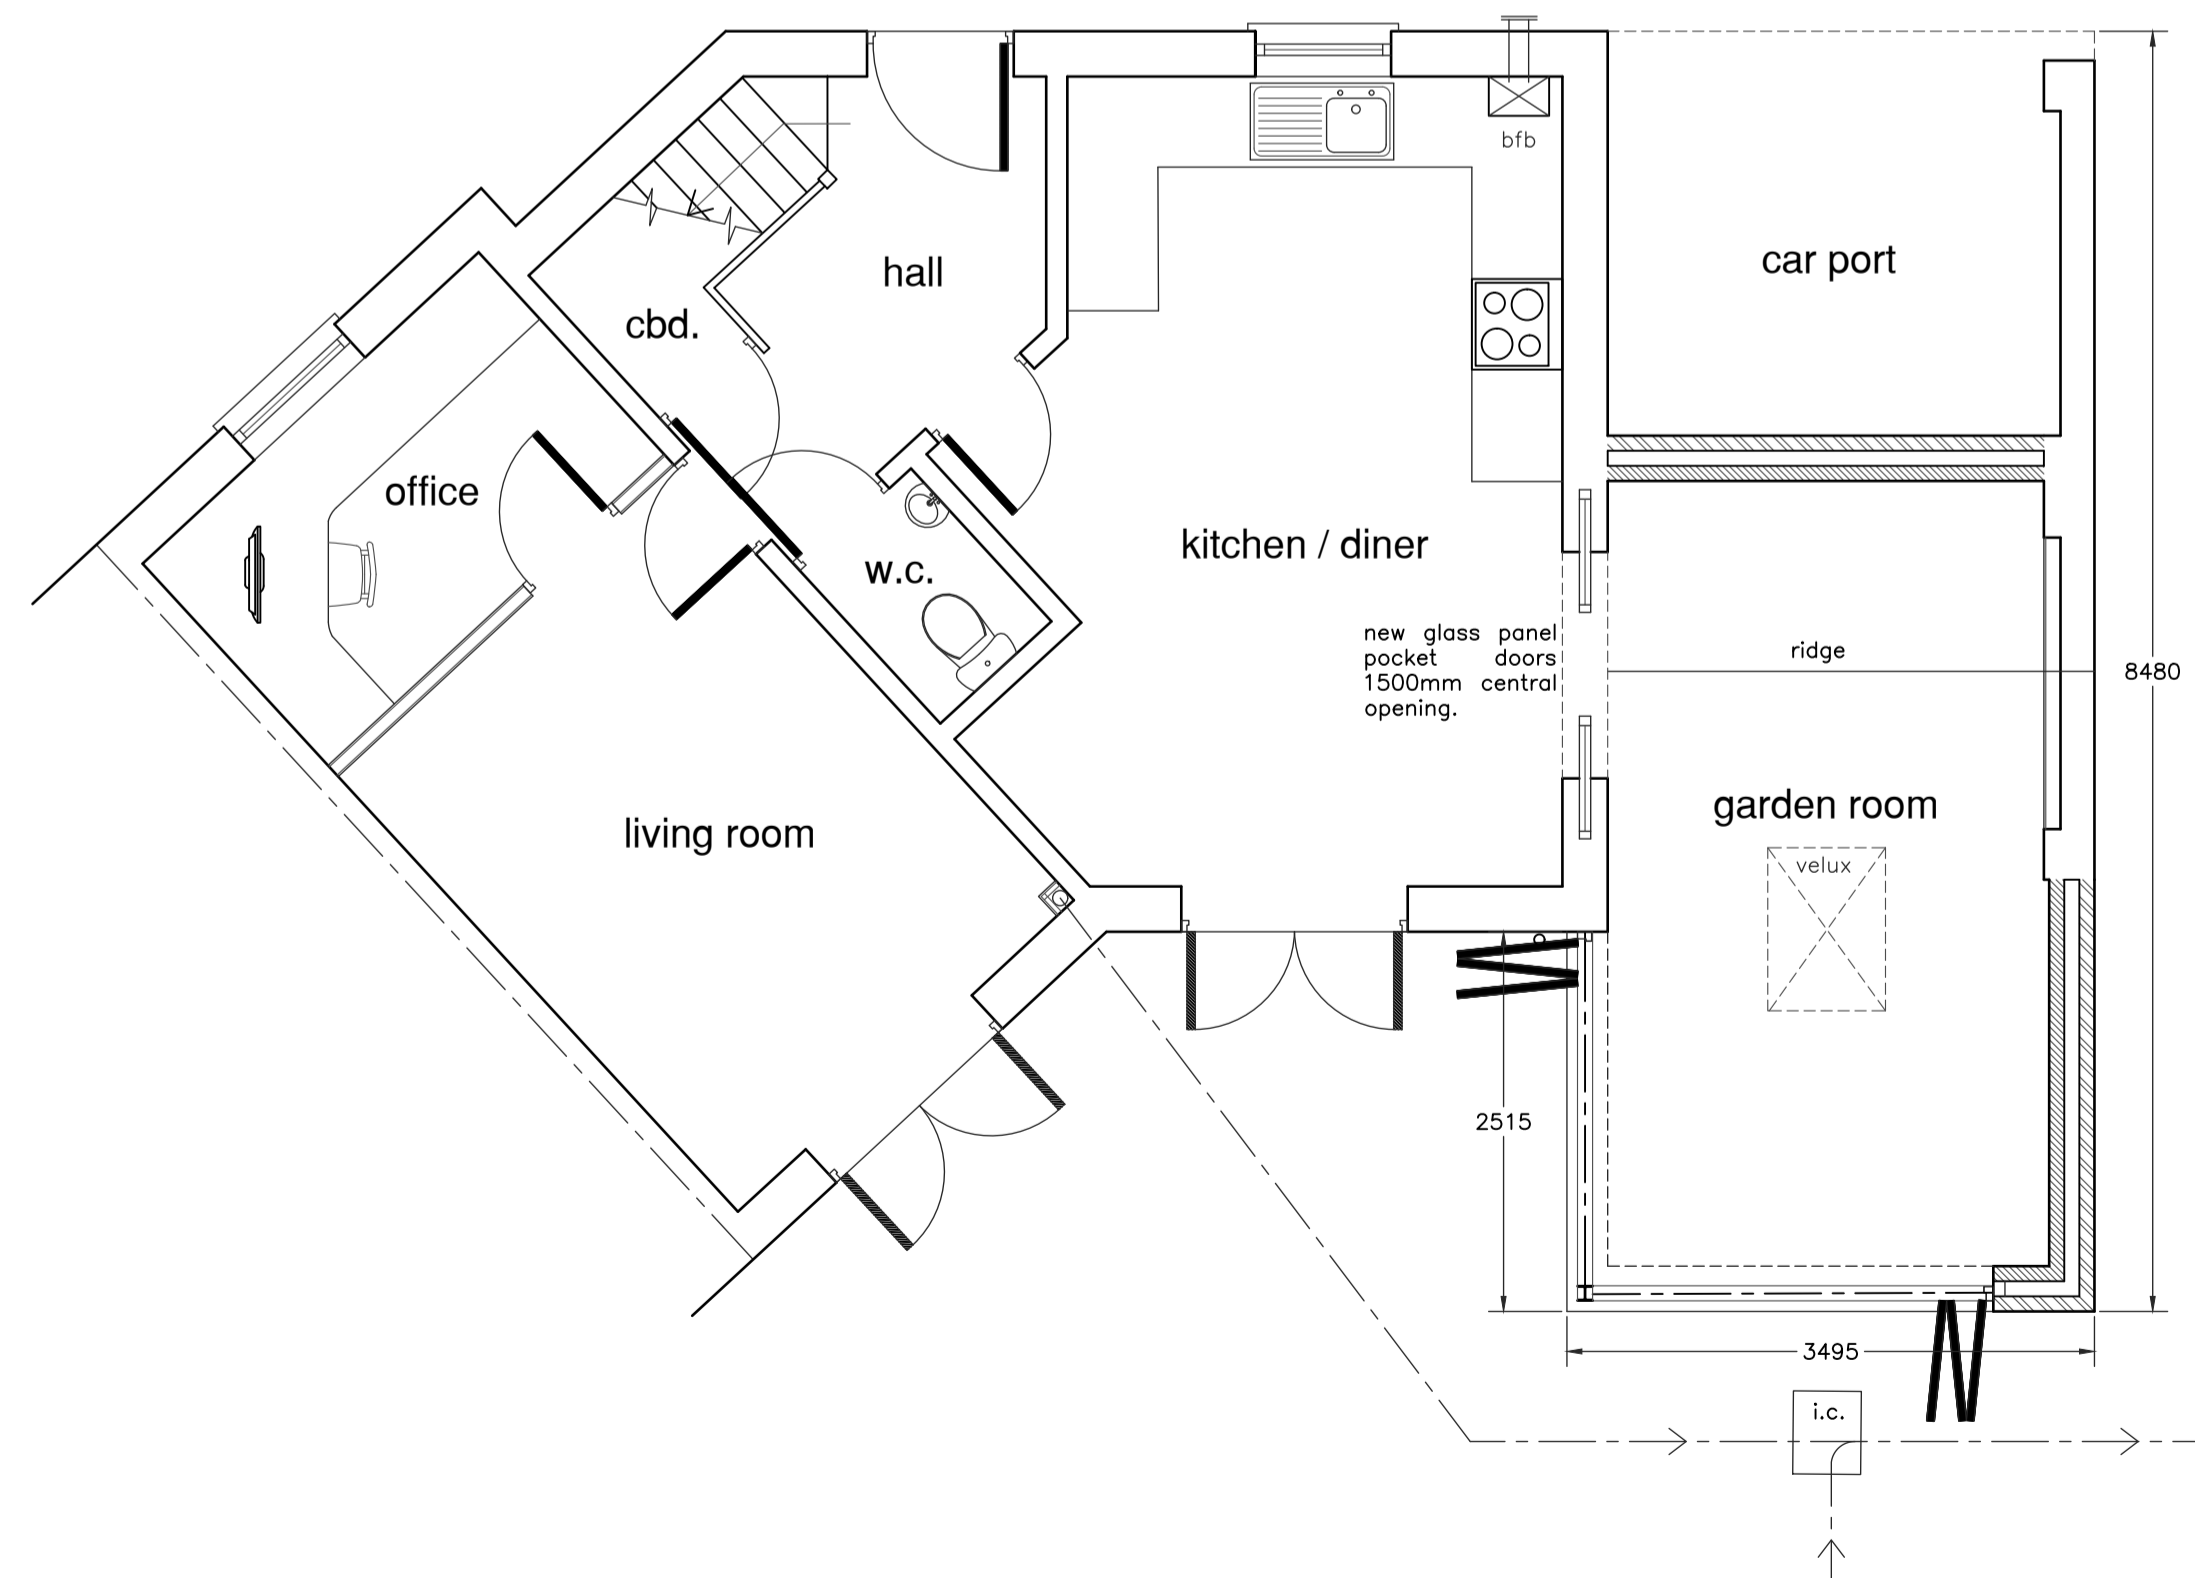 bfb
car port
hall
cbd.
office
kitchen / diner
w.c.
new glass panel
pocket doors
1500mm central
opening.
ridge
8480
garden room
living room
velux
2515
3495
i.c.